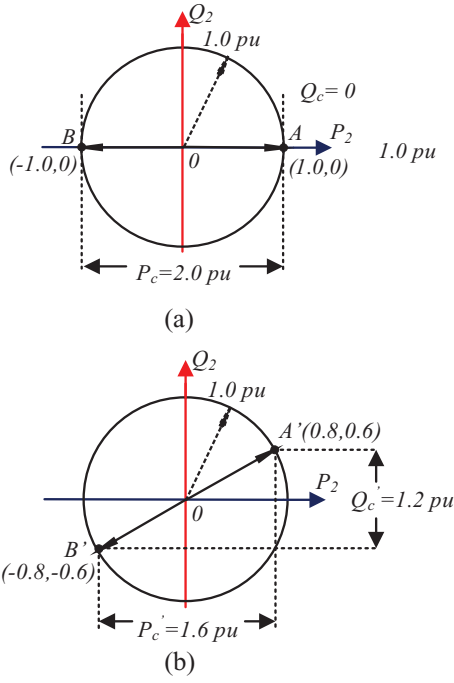 Q2
1.0 pu
Qc= 0
B
A
P2
1.0 pu
(-1.0,0)
0
(1.0,0)
Pc=2.0 pu
(a)
Q2
1.0 pu
A’(0.8,0.6)
P2
Qc'=1.2 pu
0
B’
(-0.8,-0.6)
Pc'=1.6 pu
(b)